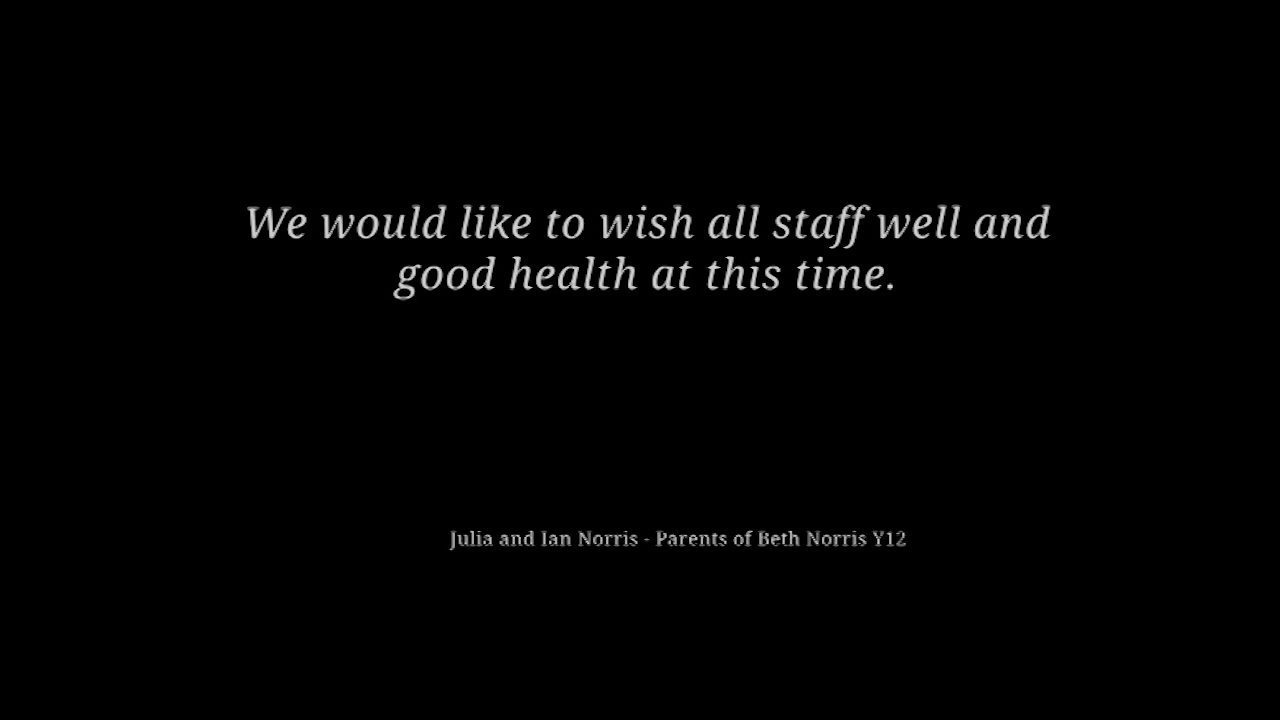 We would like to wish all staff well and
good health at this time.
Julia and Ian Norris - Parents of Beth Norris Y12